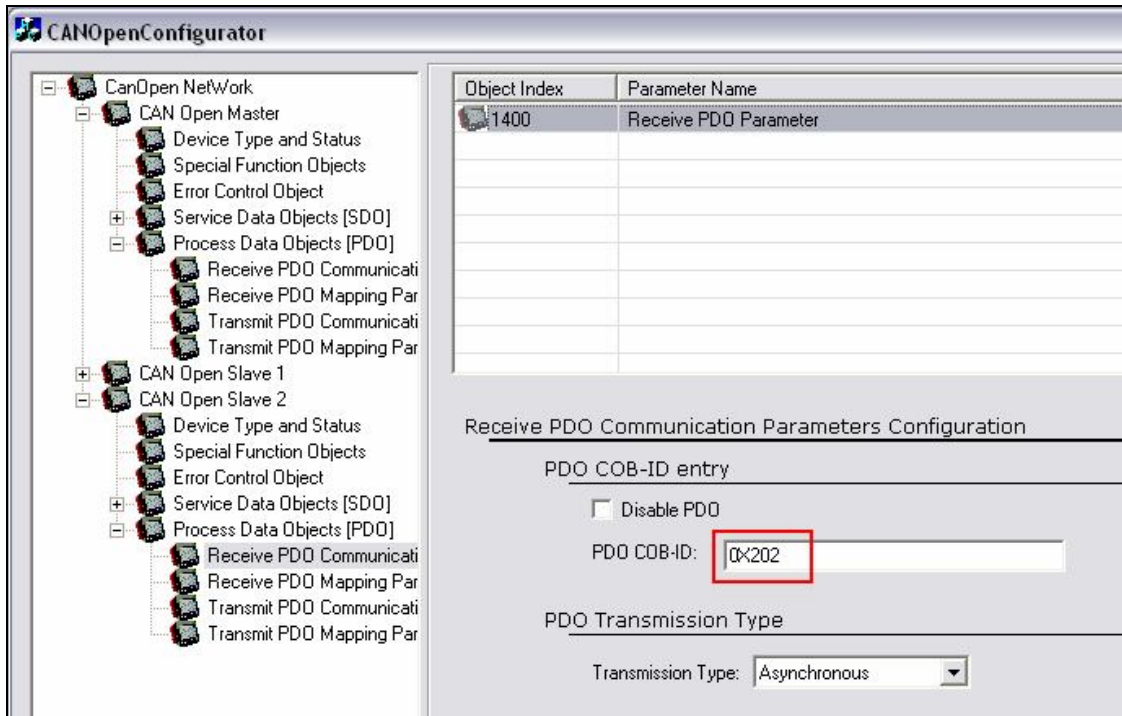 CANOpenConfigurator
CanOpen NetWork
CAN Open Master
Device Type and Status
Special Function Objects
Error Control Object
Service Data Objects [SDO]
Process Data Objects [PDO]
Receive PDO Communicati
Receive PDO Mapping Par
Transmit PDO Communicati
Transmit PDO Mapping Par
CAN Open Slave 1
CAN Open Slave 2
Device Type and Status
Special Function Objects
Error Control Object
Service Data Objects [SDO]
Process Data Objects [PDO]
Receive PDO Communicati
Receive PDO Mapping Par
Transmit PDO Communicati
Transmit PDO Mapping Par
Object Index Parameter Name
1400 Receive PDO Parameter
Receive PDO Communication Parameters Configuration
PDO COB-ID entry
Disable PDO
PDO COB-ID: 0X202
PDO Transmission Type
Transmission Type: Asynchronous